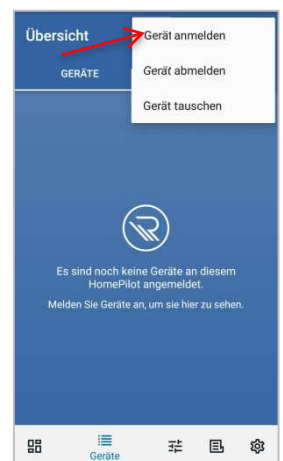 Übersicht
Gerät anmelden
GERÄTE
Gerät abmelden
Gerät tauschen
Es sind noch keine Geräte an diesem
HomePilot angemeldet.
Melden Sie Geräte an, um sie hier zu sehen.
Geräte